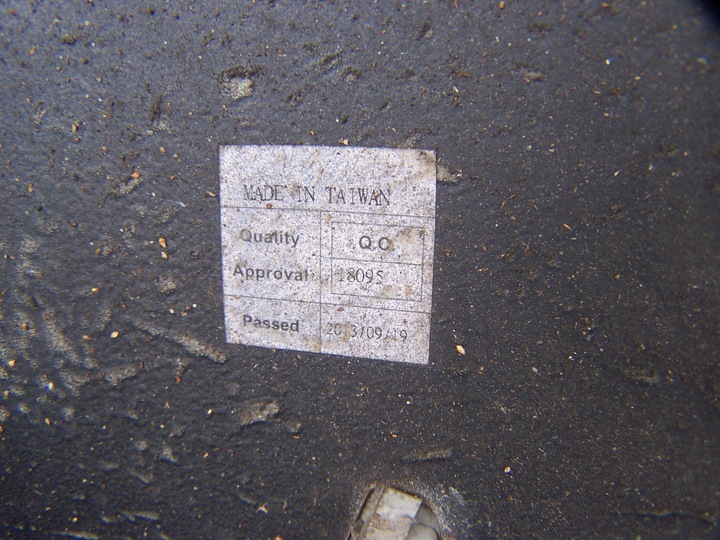 MADE IN TAIWAN
Quality Q.C
Approval: 18095
Passed 2013/09/19